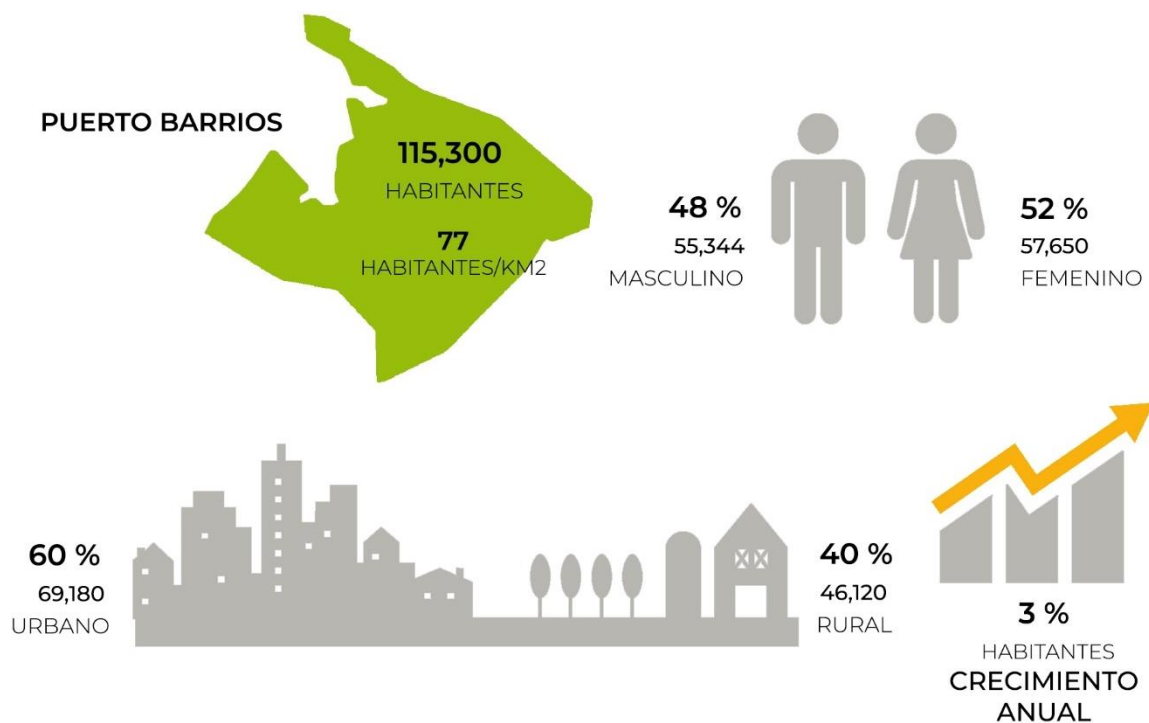 PUERTO BARRIOS
115,300
HABITANTES
77
HABITANTES/KM2
48 %
55,344
MASCULINO
52 %
57,650
FEMENINO
60 %
69,180
URBANO
40 %
46,120
RURAL
3 %
HABITANTES
CRECIMIENTO
ANUAL